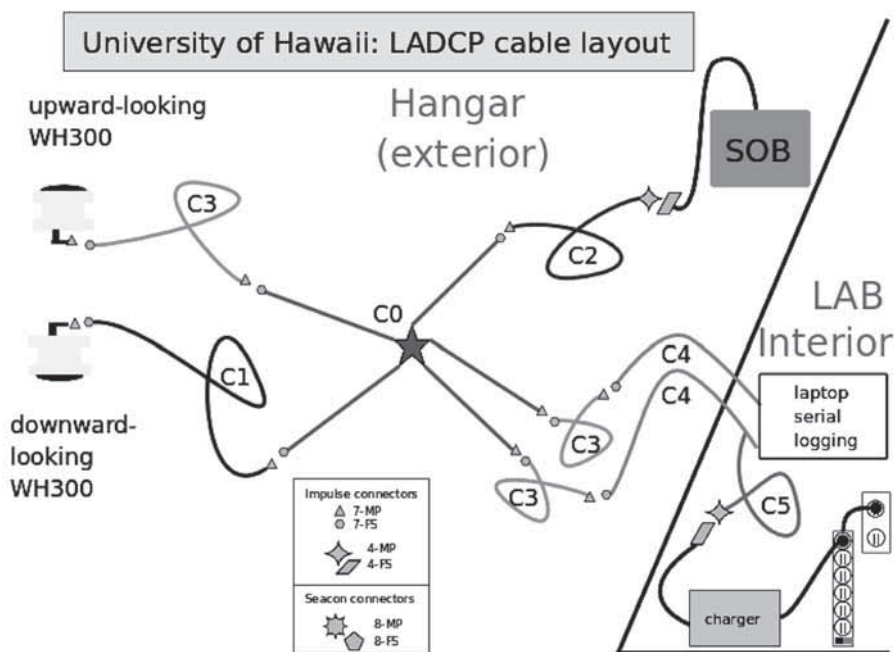 University of Hawaii: LADCP cable layout
upward-looking
WH300
Hangar
(exterior)
SOB
C3
C2
C0
LAB
Interior
C4
C4
C1
laptop
serial
logging
downward-
looking
WH300
C3
C3
C5
Impulse connectors
7-MP
7-FS
4-MP
4-FS
Seacon connectors
8-MP
8-FS
charger